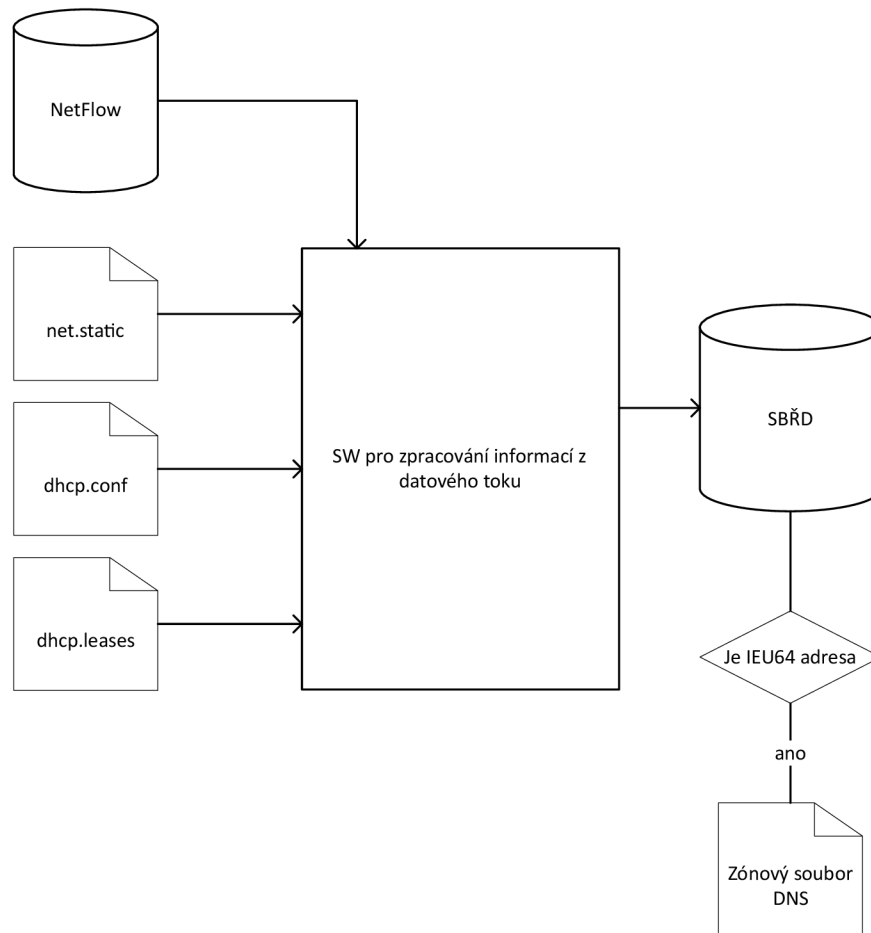 NetFlow
net.static
dhcp.conf
dhcp.leases
SW pro zpracování informací z
datového toku
SBŘD
Je IEU64 adresa
ano
Zónový soubor
DNS